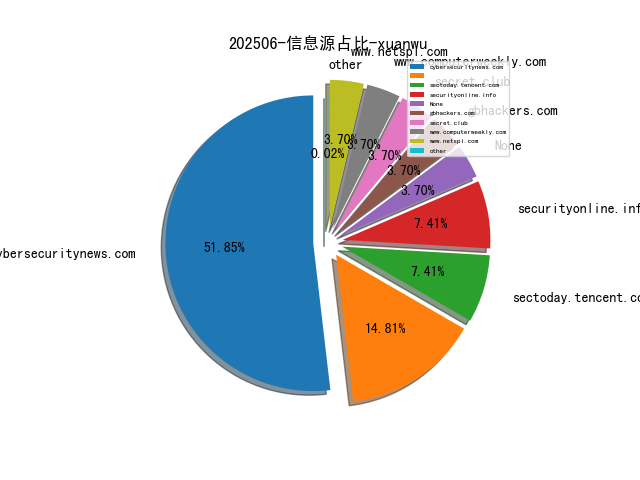 202506-信息源占比-xuanwu
www.netspi.com
other
www.computerweekly.com
secret.club
gbhackers.com
None
securityonline.inf
sectoday.tencent.co
ybersecuritynews.com
51.85%
14.81%
7.41%
7.41%
3.70%
3.70%
3.70%
3.70%
3.70%
0.02%
cybersecuritynews.com
sectoday.tencent.com
securityonline.info
None
gbhackers.com
secret.club
www.computerweekly.com
www.netspi.com
other